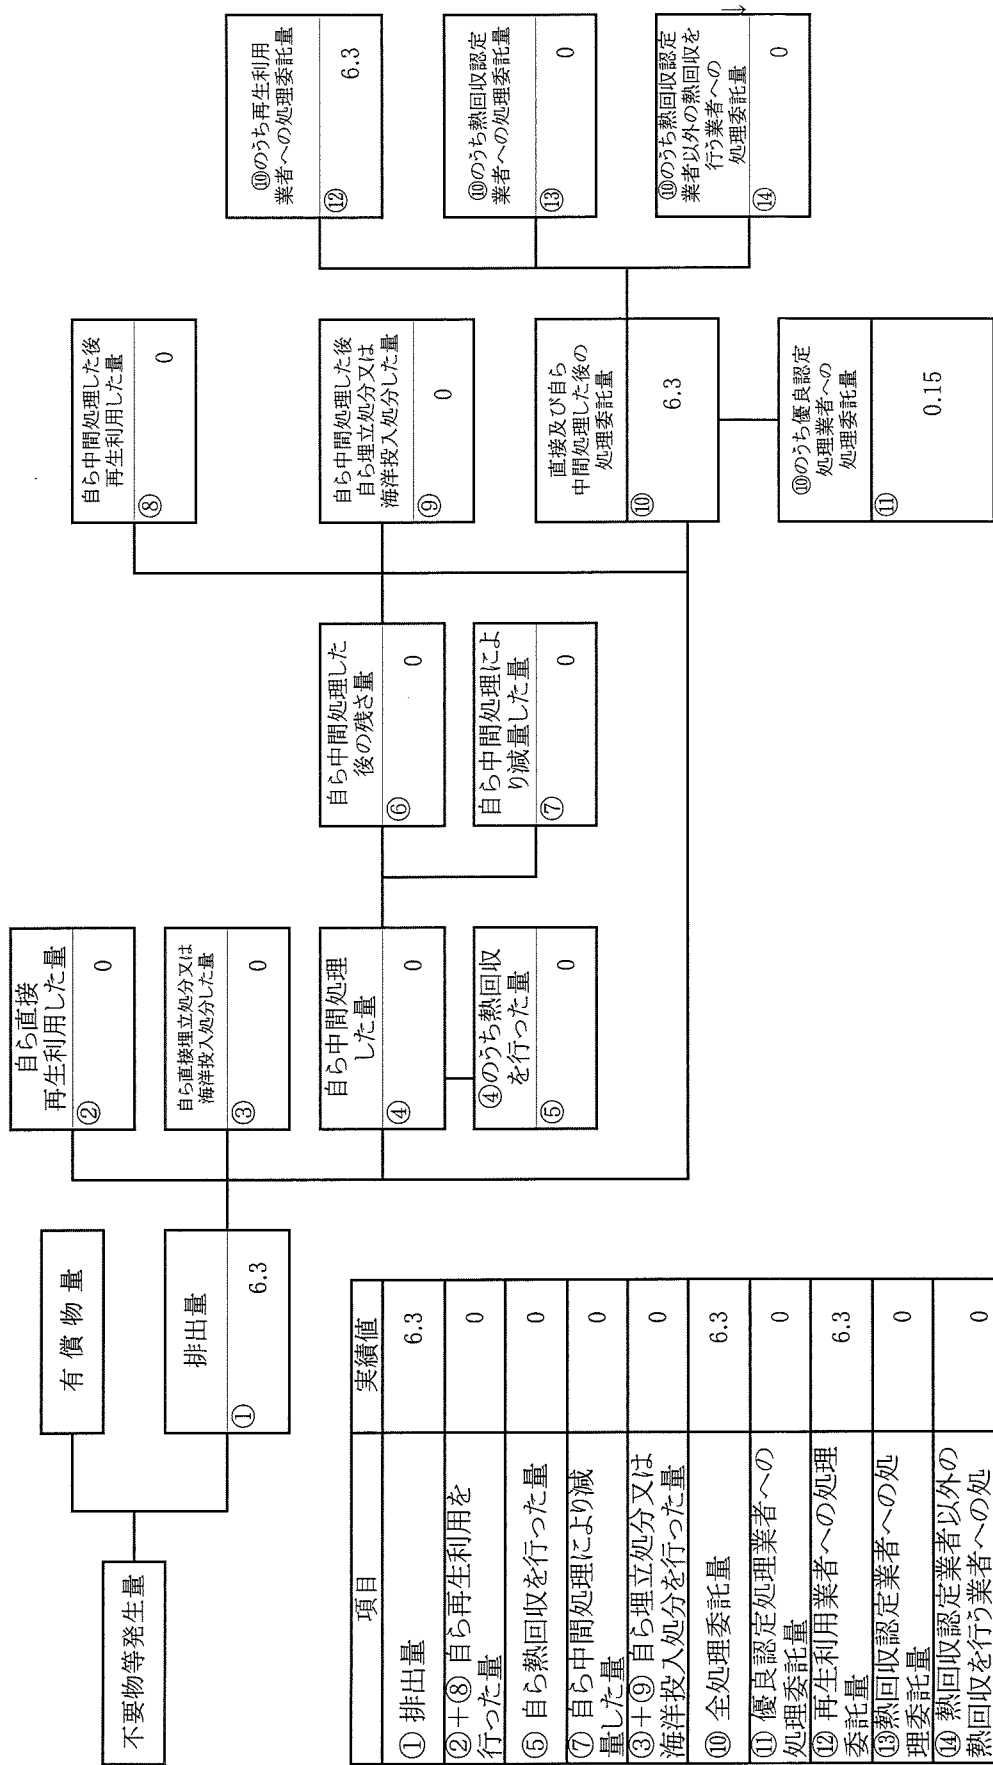 不要物等発生量
有償物量
排出量
①
6.3
自ら直接
再生利用した量
②
0
自ら直接埋立処分又は
海洋投入処分した量
③
0
自ら中間処理
した量
④
0
④のうち熱回収
を行った量
⑤
0
自ら中間処理した
後の残さ量
⑥
0
自ら中間処理によ
り減量した量
⑦
0
自ら中間処理した後
再生利用した量
⑧
0
自ら中間処理した後
自ら埋立処分又は
海洋投入処分した量
⑨
0
直接及び自ら
中間処理した後の
処理委託量
⑩
6.3
⑩のうち優良認定
処理業者への
処理委託量
⑪
0.15
⑩のうち再生利用
業者への処理委託量
⑫
6.3
⑩のうち熱回収認定
業者への処理委託量
⑬
0
⑩のうち熱回収認定
業者以外の熱回収を
行う業者への
処理委託量
⑭
0
↓
項目 実績値
①排出量 6.3
②+⑧ 自ら再生利用を
行った量 0
⑤ 自ら熱回収を行った量 0
⑦ 自ら中間処理により減
量した量 0
③+⑨ 自ら埋立処分又は
海洋投入処分を行った量 0
⑩ 全処理委託量 6.3
⑪ 優良認定処理業者への
処理委託量 0
⑫ 再生利用業者への処理
委託量 6.3
⑬熱回収認定業者への処
理委託量 0
⑭ 熱回収認定業者以外の
熱回収を行う業者への処 0